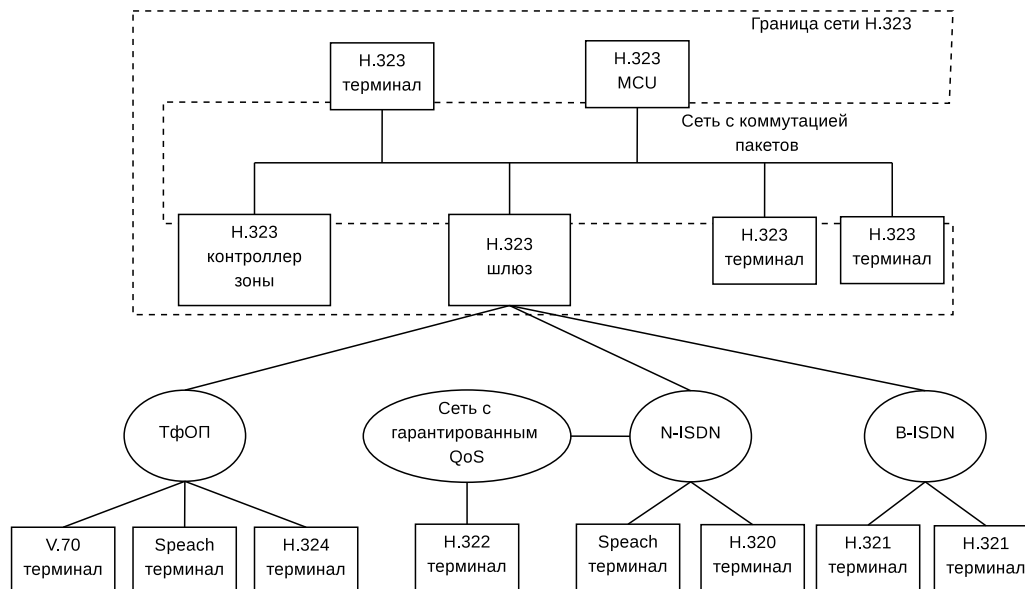 Граница сети Н.323
Н.323
терминал
Н.323
MCU
Сеть с коммутацией
пакетов
Н.323
контроллер
зоны
Н.323
шлюз
Н.323
терминал
Н.323
терминал
ТфОП
Сеть с
гарантированным
QoS
N-ISDN
B-ISDN
V.70
терминал
Speach
терминал
Н.324
терминал
Н.322
терминал
Speach
терминал
Н.320
терминал
Н.321
терминал
Н.321
терминал